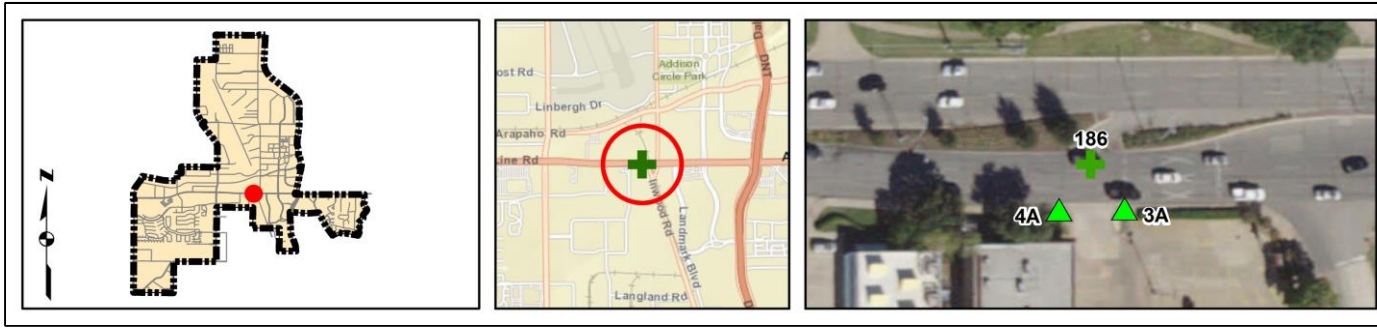 Z
DNT
Da
Addison
Circle Park
ost Rd
Linbergh Dr
Arapaho Rd
Line Rd
A
Inwood Rd
Landmark Blvd
Langland Rd
D
186
4A
3A